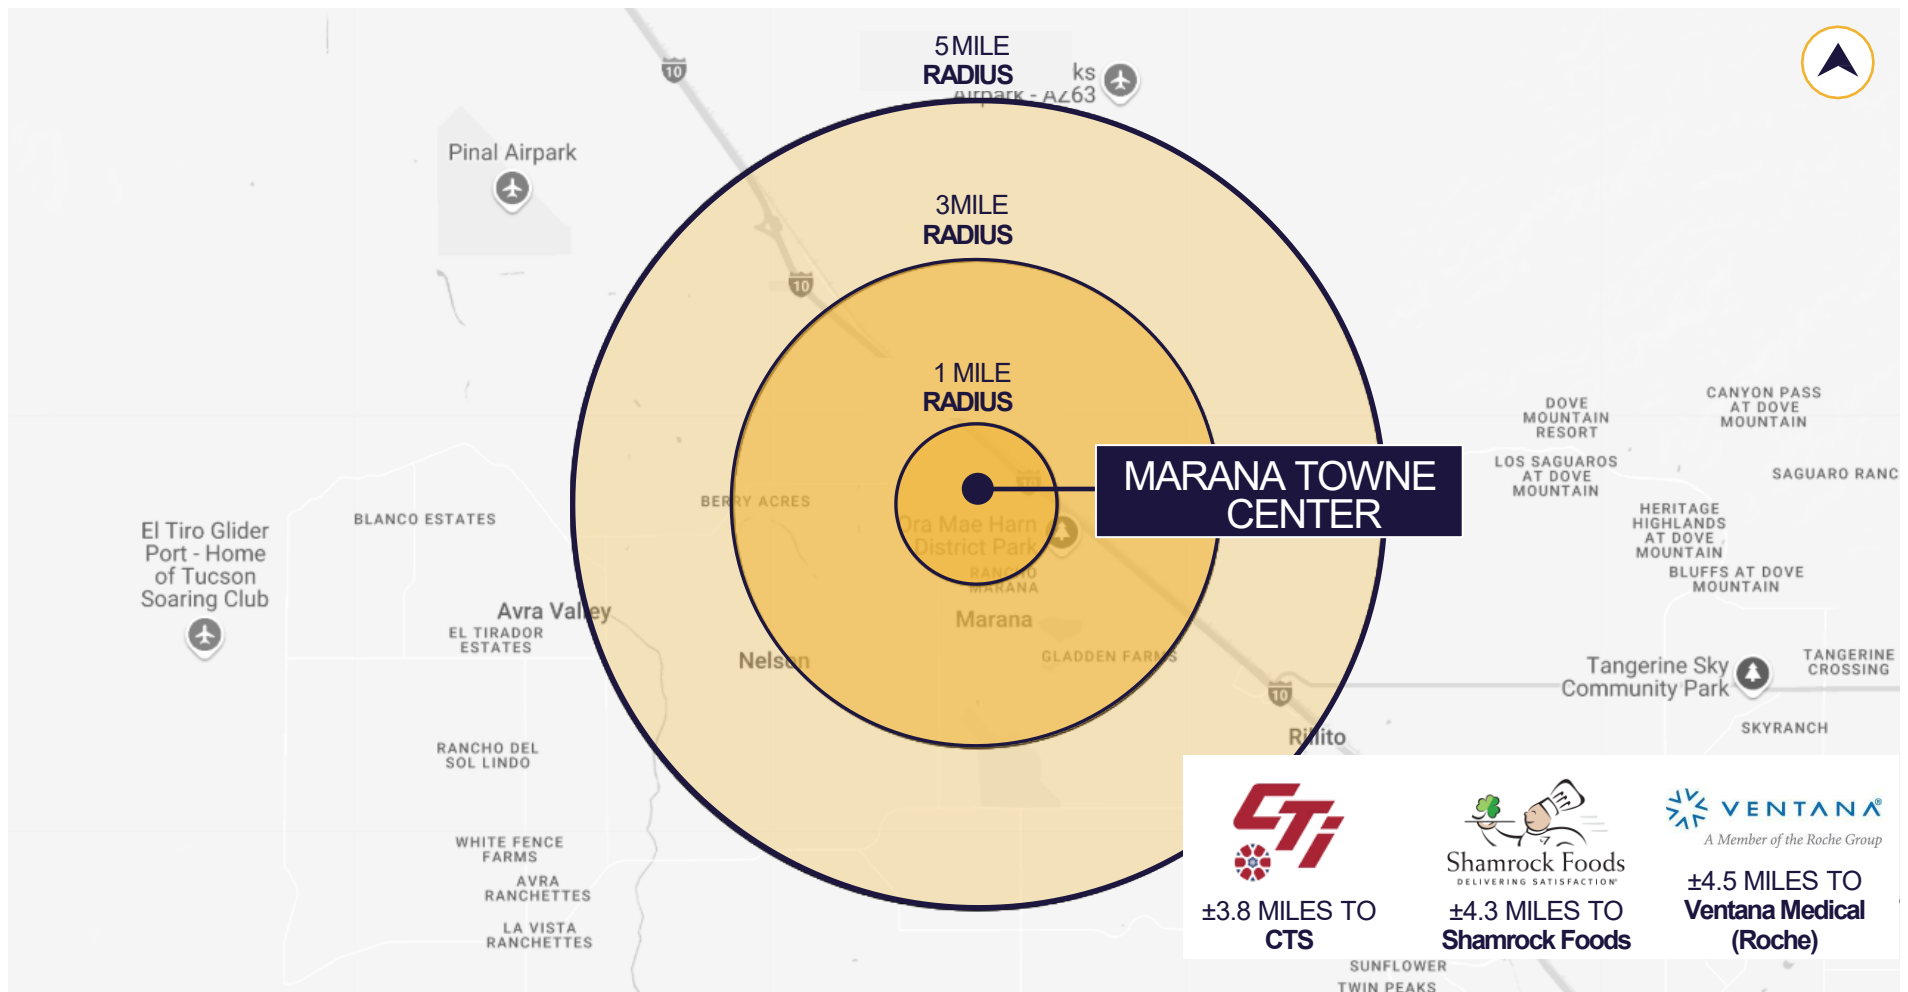 5 MILE
RADIUS
ks
Airpark - AZ63
10
Pinal Airpark
3 MILE
RADIUS
10
1 MILE
RADIUS
CANYON PASS
AT DOVE
MOUNTAIN
DOVE
MOUNTAIN
RESORT
MARANA TOWNE
CENTER
LOS SAGUAROS
AT DOVE
MOUNTAIN
SAGUARO RANC
10
BERRY ACRES
BLANCO ESTATES
HERITAGE
HIGHLANDS
AT DOVE
MOUNTAIN
El Tiro Glider
Port - Home
of Tucson
Soaring Club
Ora Mae Harn
District Park
RANCHO
MARANA
BLUFFS AT DOVE
MOUNTAIN
Avra Valley
EL TIRADOR
ESTATES
Marana
Nelson
GLADDEN FARMS
TANGERINE
CROSSING
Tangerine Sky
Community Park
10
SKYRANCH
Rillito
RANCHO DEL
SOL LINDO
WHITE FENCE
FARMS
AVRA
RANCHETTES
LA VISTA
RANCHETTES
CTi
±3.8 MILES TO
CTS
Shamrock Foods
DELIVERING SATISFACTION
±4.3 MILES TO
Shamrock Foods
VENTANA®
A Member of the Roche Group
±4.5 MILES TO
Ventana Medical
(Roche)
SUNFLOWER
TWIN PEAKS